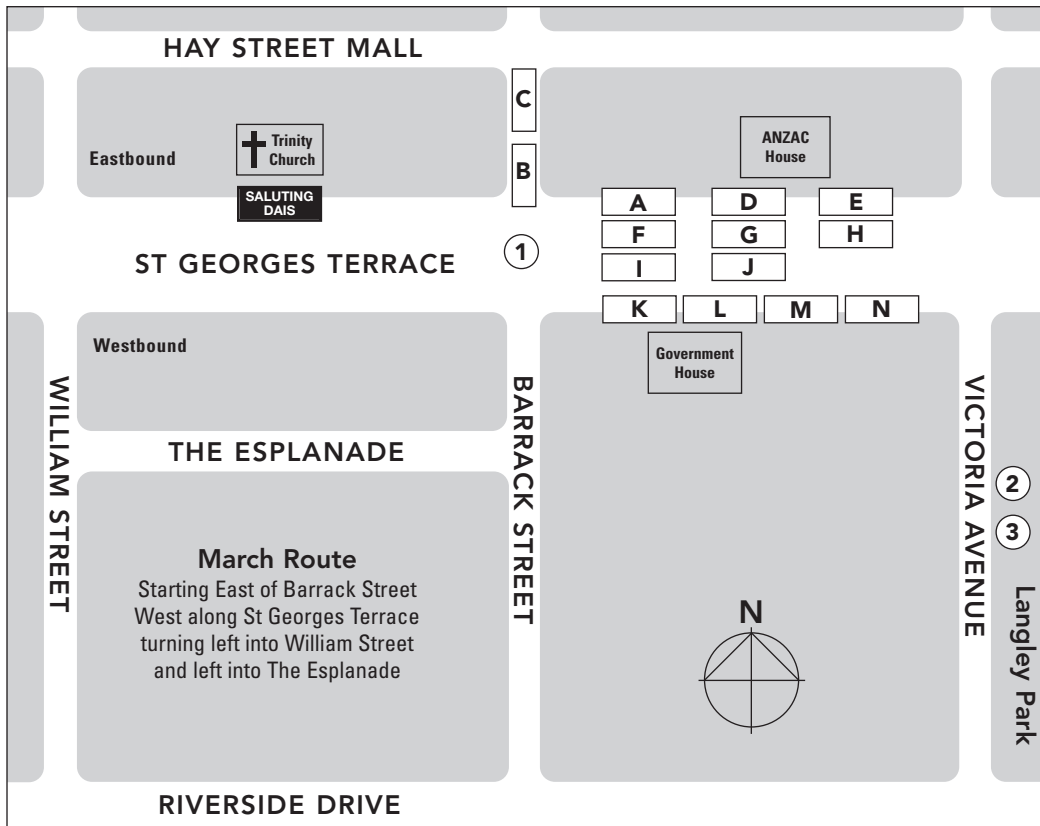 HAY STREET MALL
C
Eastbound
Trinity
Church
ANZAC
House
B
SALUTING
DAIS
A
D
E
F
G
H
1
ST GEORGES TERRACE
I
J
K
L
M
N
Westbound
Government
House
WILLIAM STREET
BARRACK STREET
VICTORIA AVENUE
THE ESPLANADE
2
3
March Route
Starting East of Barrack Street
West along St Georges Terrace
turning left into William Street
and left into The Esplanade
N
Langley Park
RIVERSIDE DRIVE